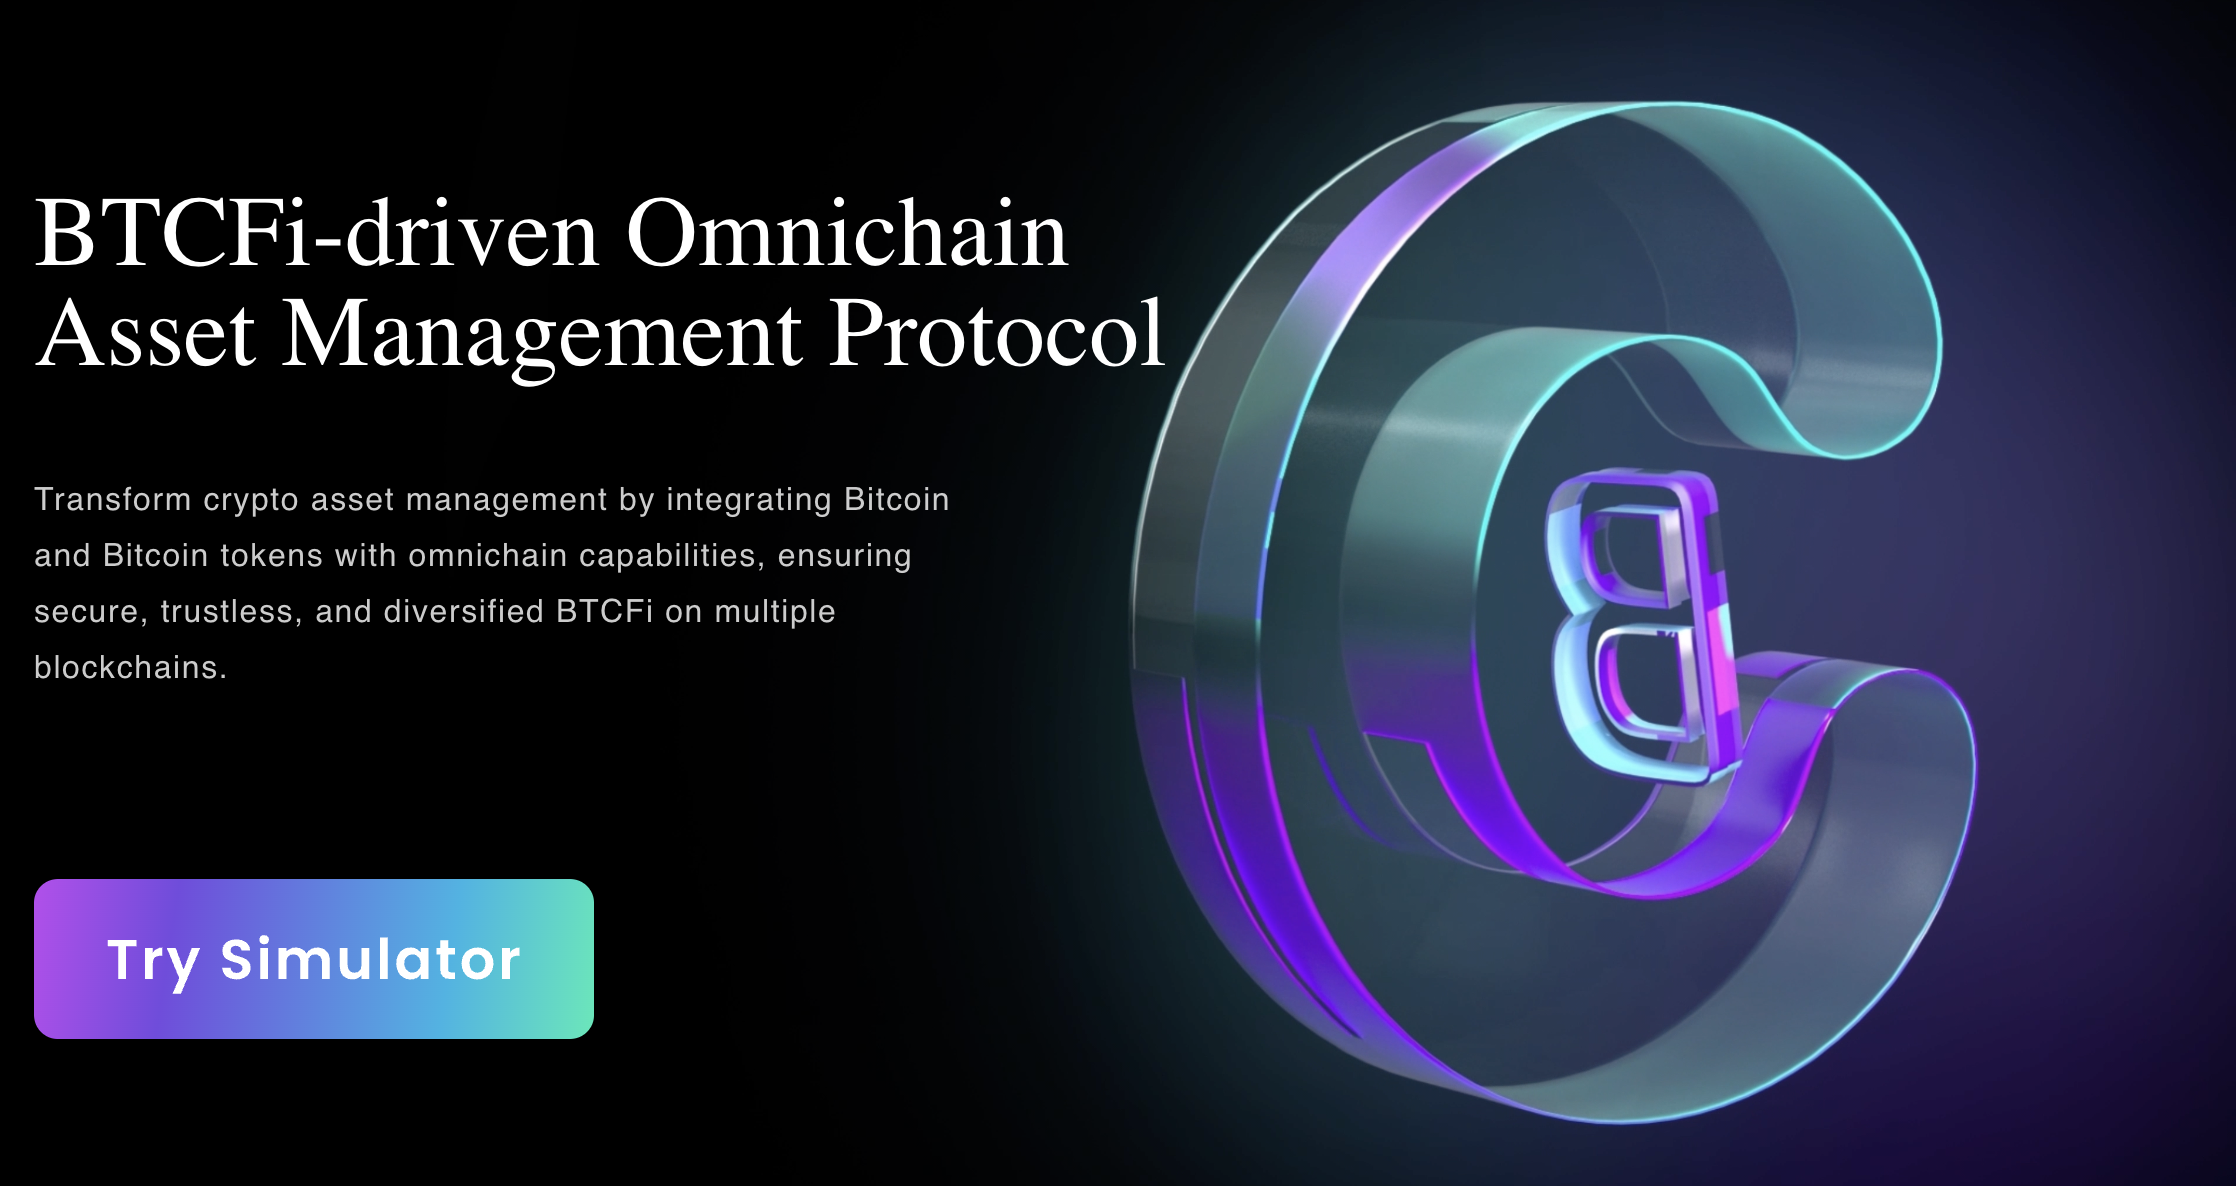 BTCFi-driven Omnichain
Asset Management Protocol
Transform crypto asset management by integrating Bitcoin
and Bitcoin tokens with omnichain capabilities, ensuring
secure, trustless, and diversified BTCFi on multiple
blockchains.
Try Simulator